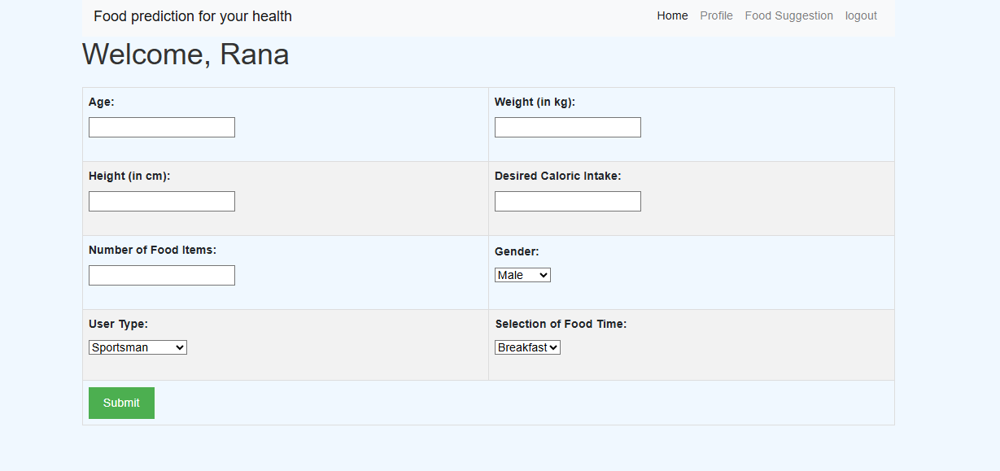 Food prediction for your health
Home Profile Food Suggestion logout
Welcome, Rana
Age:
Weight (in kg):
Height (in cm):
Desired Caloric Intake:
Number of Food Items:
Gender:
Male
User Type:
Sportsman
Selection of Food Time:
Breakfast
Submit